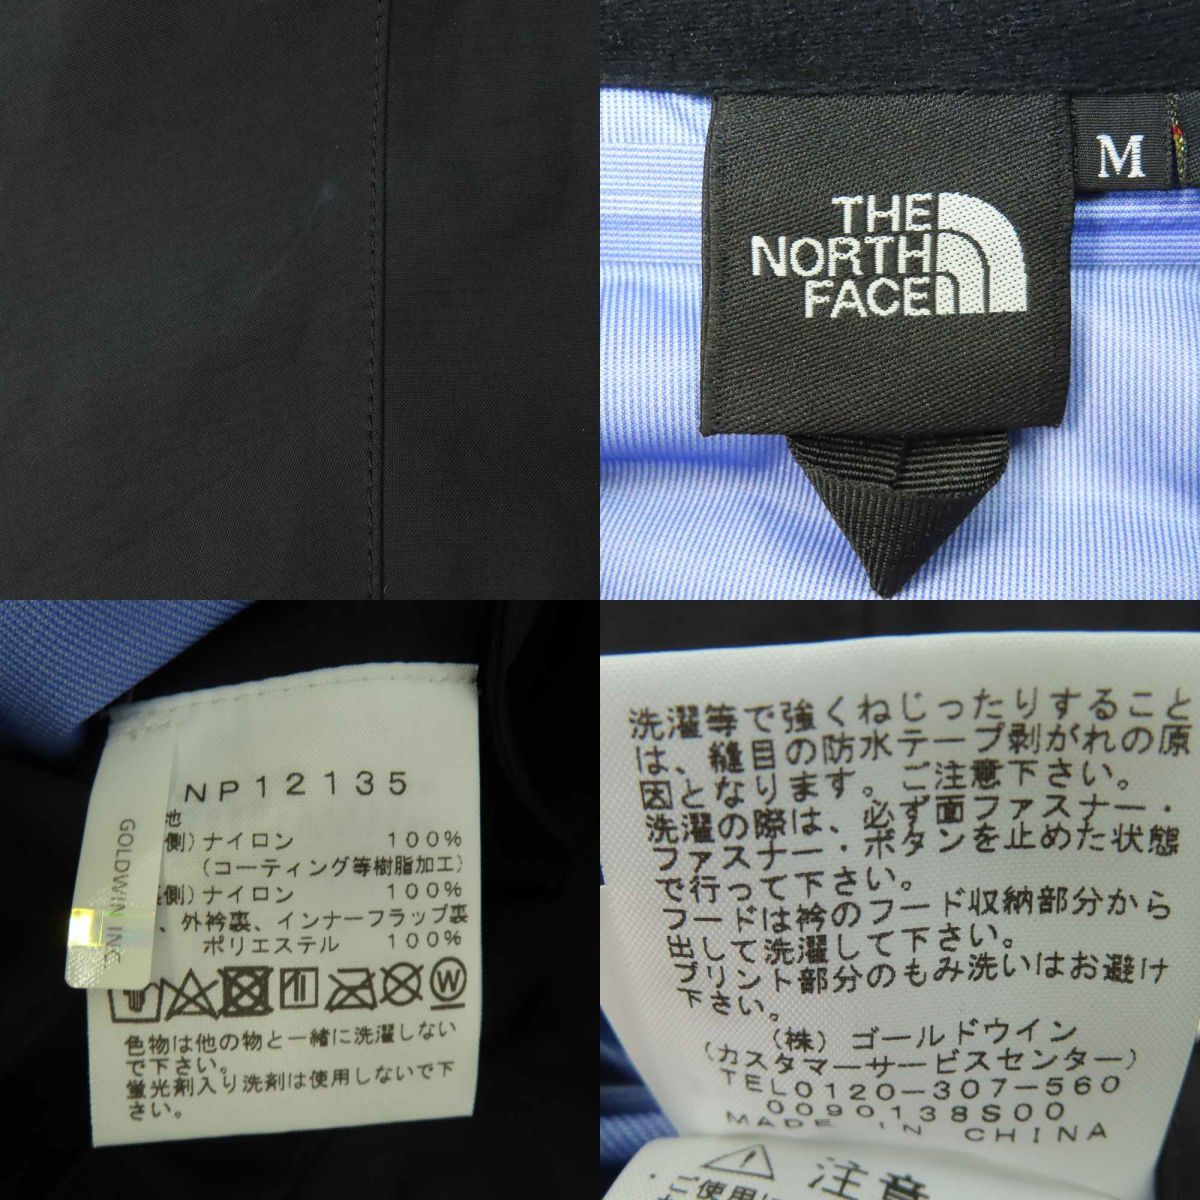 THE
NORTH
FACE
M
NP12135
地
側)ナイロン 100%
(コーティング等樹脂加工)
側)ナイロン 100%
、外衿裏、インナーフラップ裏
ポリエステル 100%
GOLDWIN INC.
W
色物は他の物と一緒に洗濯しない
で下さい。
蛍光剤入り洗剤は使用しないで下
さい。
洗濯等で強くねじったりすること
は、縫目の防水テープ剥がれの原
因となります。ご注意下さい。
洗濯の際は、必ず面ファスナー・
ファスナー・ボタンを止めた状態
で行って下さい。
フードは衿のフード収納部分から
出して洗濯して下さい。
プリント部分のもみ洗いはお避け
下さい。
(株)ゴールドウイン
(カスタマーサービスセンター)
TEL0120-307-560
0090138S00
MADE IN CHINA
注意
ご使用に